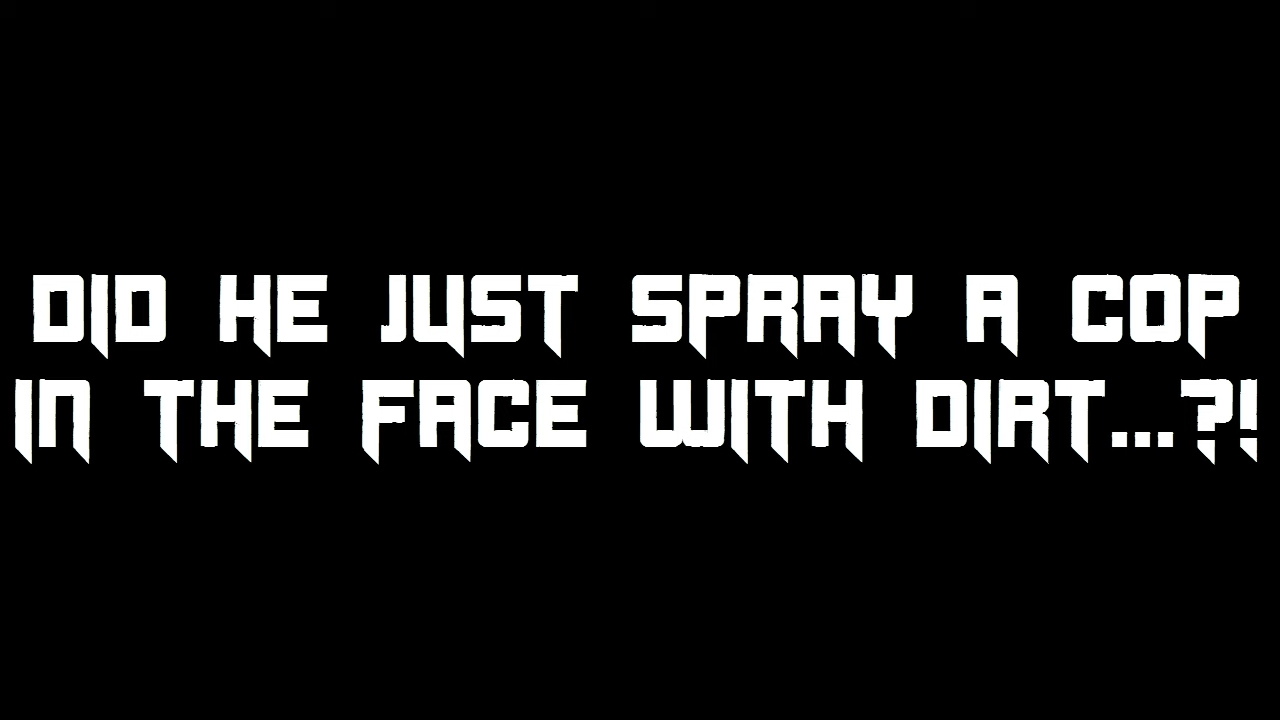 DID HE JUST SPRAY A COP
IN THE FACE WITH DIRT...?!